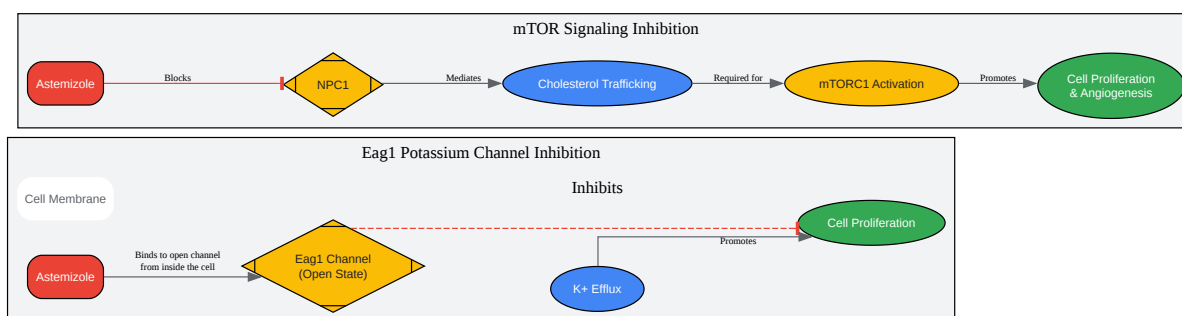 mTOR Signaling Inhibition
Astemizole
Blocks
NPC1
Mediates
Cholesterol Trafficking
Required for
mTORC1 Activation
Promotes
Cell Proliferation
& Angiogenesis
Eag1 Potassium Channel Inhibition
Cell Membrane
Inhibits
Cell Proliferation
Promotes
Astemizole
Binds to open channel
from inside the cell
Eag1 Channel
(Open State)
K+ Efflux